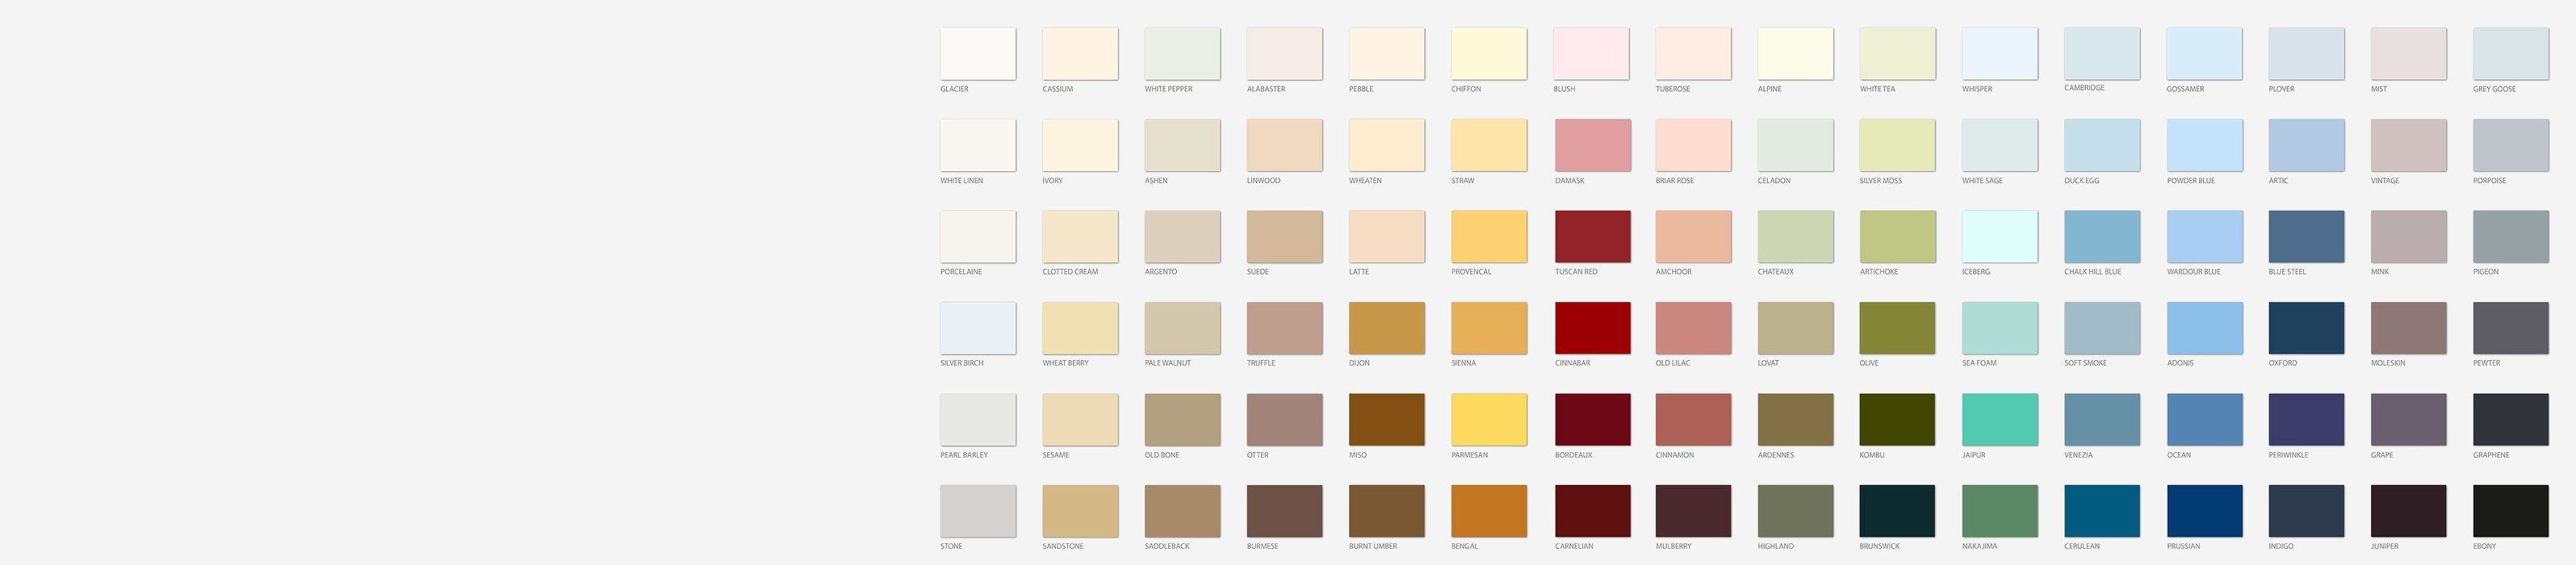 GLACIER CASSIUM WHITE PEPPER ALABASTER PEBBLE CHIFFON BLUSH TUBEROSE ALPINE WHITE TEA WHISPER CAMBRIDGE GOSSAMER PLOVER MIST GREY GOOSE
WHITE LINEN IVORY ASHEN LINWOOD WHEATEN STRAW DAMASK BRIAR ROSE CELADON SILVER MOSS WHITE SAGE DUCK EGG POWDER BLUE ARTIC VINTAGE PORPOISE
PORCELAINE CLOTTED CREAM ARGENTO SUEDE LATTE PROVENCAL TUSCAN RED AMCHOOR CHATEAUX ARTICHOKE ICEBERG CHALK HILL BLUE WARDOUR BLUE BLUE STEEL MINK PIGEON
SILVER BIRCH WHEAT BERRY PALE WALNUT TRUFFLE DIJON SIENNA CINNABAR OLD LILAC LOVAT OLIVE SEA FOAM SOFT SMOKE ADONIS OXFORD MOLESKIN PEWTER
PEARL BARLEY SESAME OLD BONE OTTER MISO PARMESAN BORDEAUX CINNAMON ARDENNES KOMBU JAIPUR VENEZIA OCEAN PERIWINKLE GRAPE GRAPHENE
STONE SANDSTONE SADDLEBACK BURMESE BURNT UMBER BENGAL CARNELIAN MULBERRY HIGHLAND BRUNSWICK NAKAJIMA CERULEAN PRUSSIAN INDIGO JUNIPER EBONY